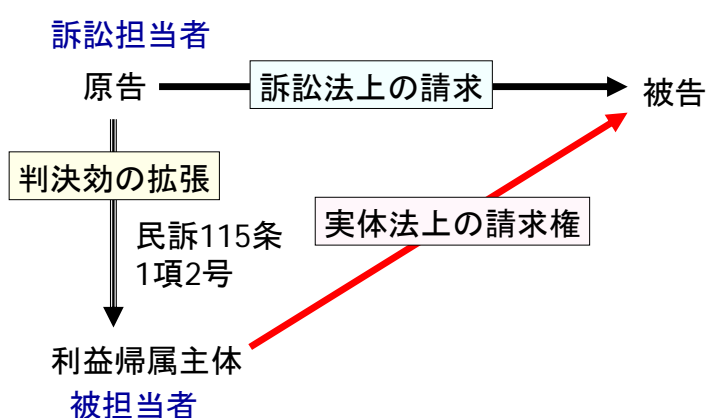 訴訟担当者
原告
訴訟法上の請求
被告
判決効の拡張
民訴115条
1項2号
実体法上の請求権
利益帰属主体
被担当者